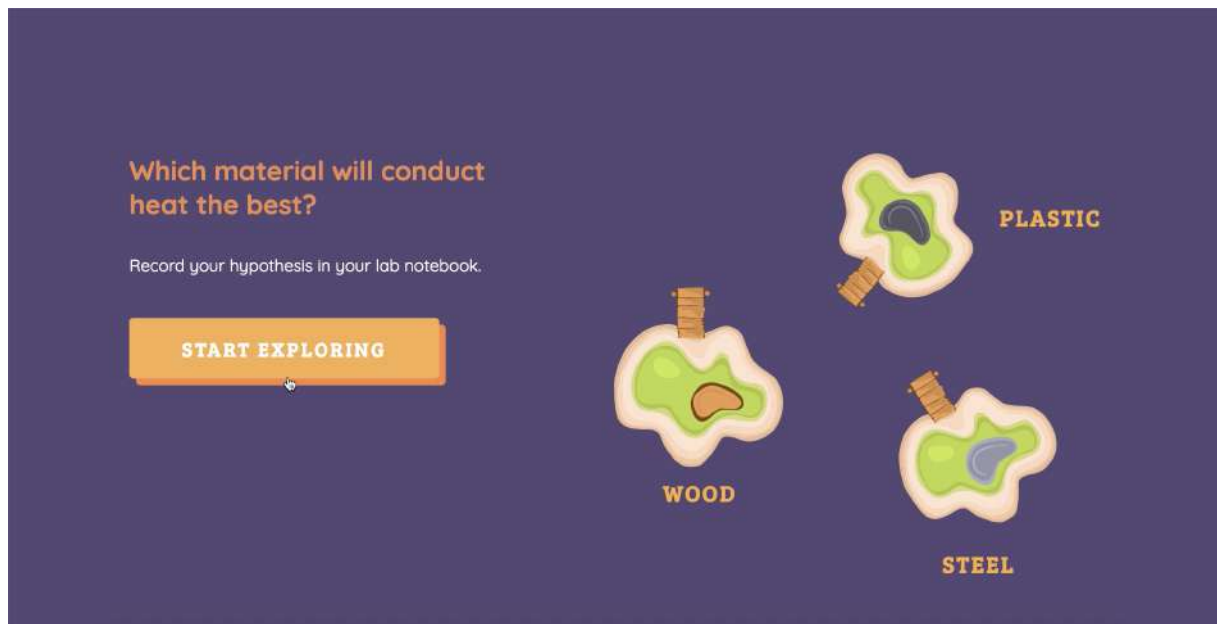 Which material will conduct
heat the best?
Record your hypothesis in your lab notebook.
START EXPLORING
PLASTIC
WOOD
STEEL